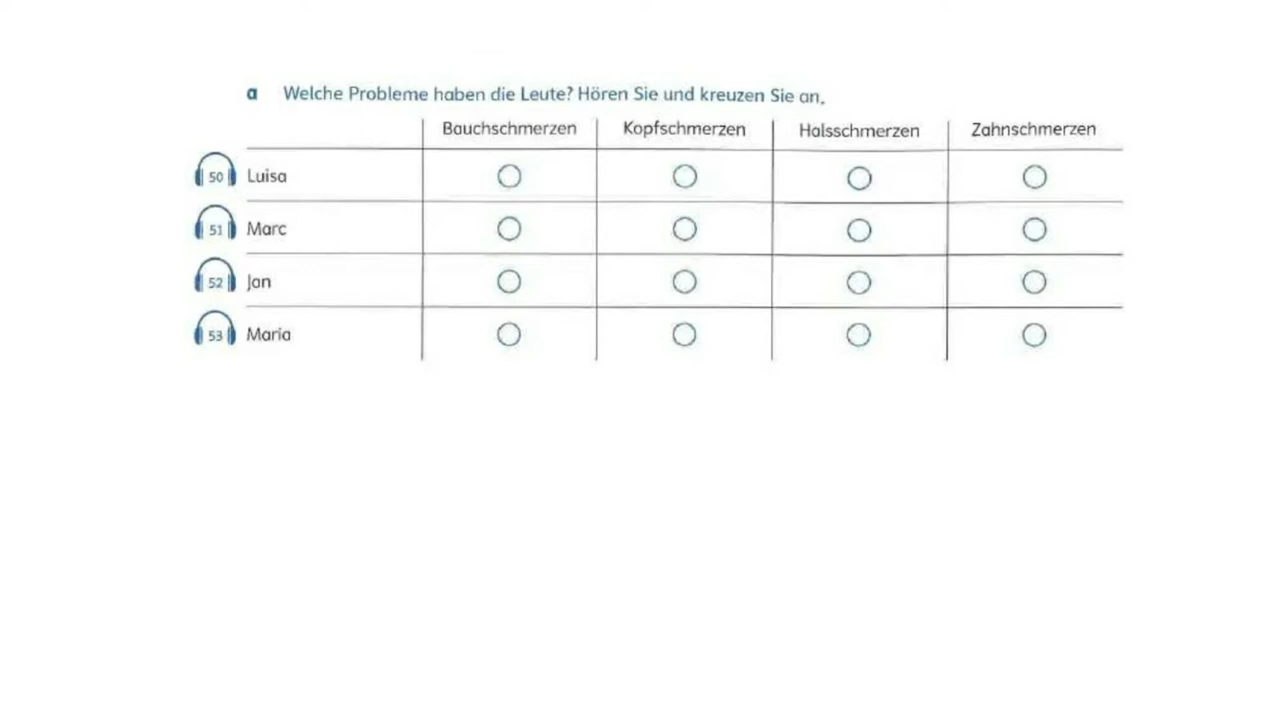 a Welche Probleme haben die Leute? Hören Sie und kreuzen Sie an.
Bauchschmerzen Kopfschmerzen Halsschmerzen Zahnschmerzen
50 Luisa
51 Marc
52 Jan
53 Maria